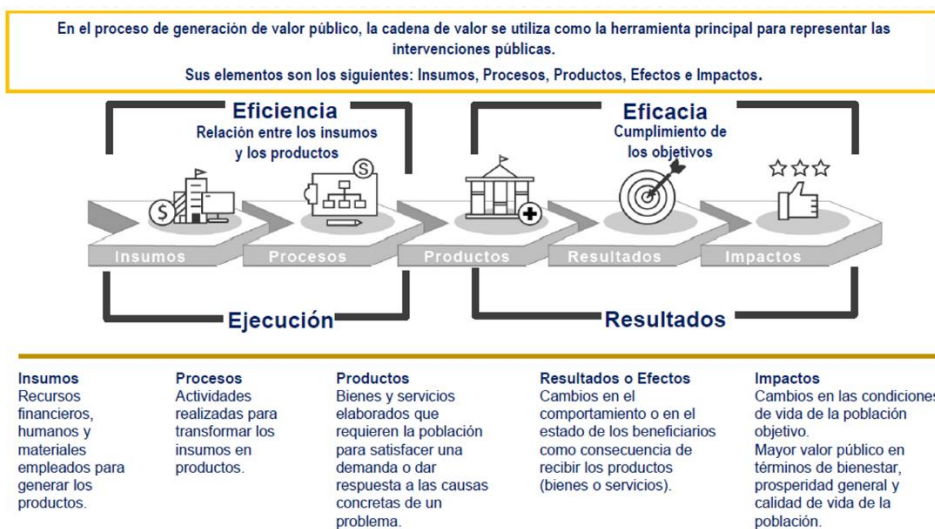 En el proceso de generación de valor público, la cadena de valor se utiliza como la herramienta principal para representar las
intervenciones públicas.
Sus elementos son los siguientes: Insumos, Procesos, Productos, Efectos e Impactos.
Eficiencia
Relación entre los insumos
y los productos
Eficacia
Cumplimiento de
los objetivos
$
S
Insumos
Procesos
Productos
Resultados
Impactos
Ejecución
Resultados
Insumos
Recursos
financieros,
humanos y
materiales
empleados para
generar los
productos.
Procesos
Actividades
realizadas para
transformar los
insumos en
productos.
Productos
Bienes y servicios
elaborados que
requieren la población
para satisfacer una
demanda o dar
respuesta a las causas
concretas de un
problema.
Resultados o Efectos
Cambios en el
comportamiento o en el
estado de los beneficiarios
como consecuencia de
recibir los productos
(bienes o servicios).
Impactos
Cambios en las condiciones
de vida de la población
objetivo.
Mayor valor público en
términos de bienestar,
prosperidad general y
calidad de vida de la
población.